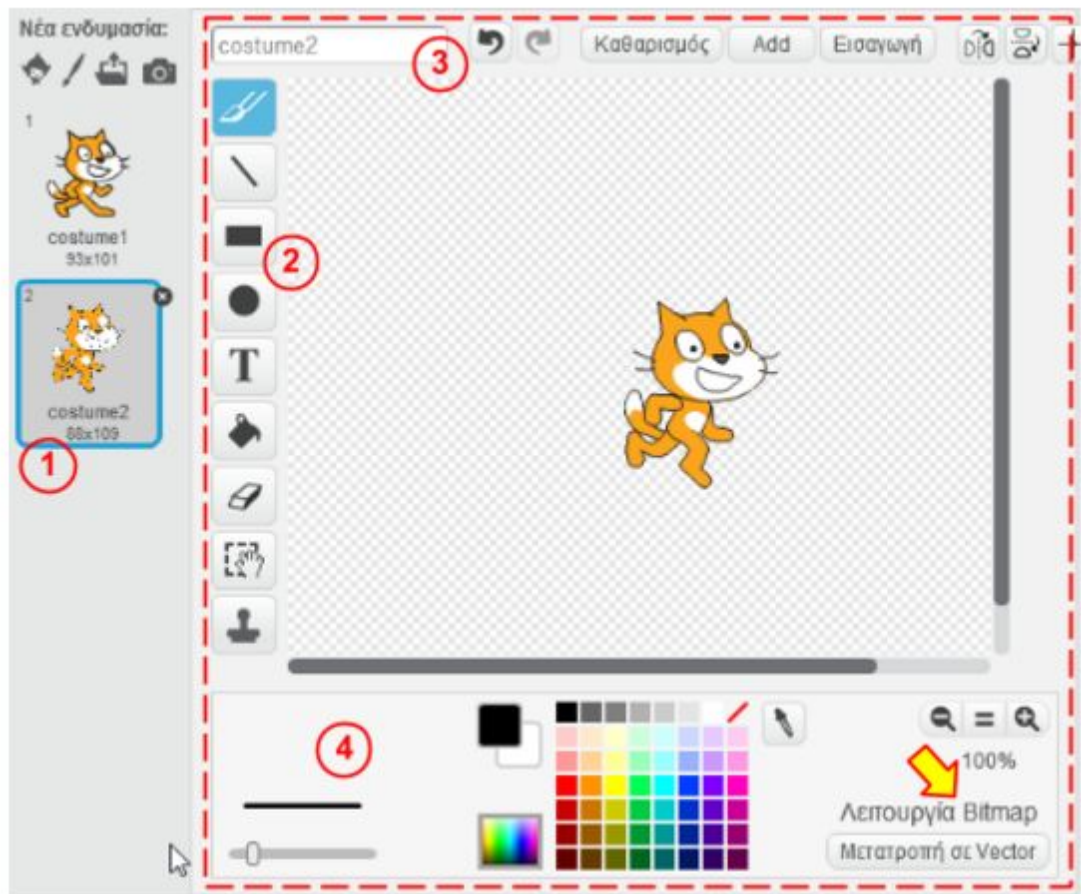 Νέα ενδυμασία:
1
costume1
93x101
2
costume2
88x109
1
costume2
3
Καθαρισμός
Add
Εισαγωγή
2
T
4
100%
Λειτουργία Bitmap
Μετατροπή σε Vector